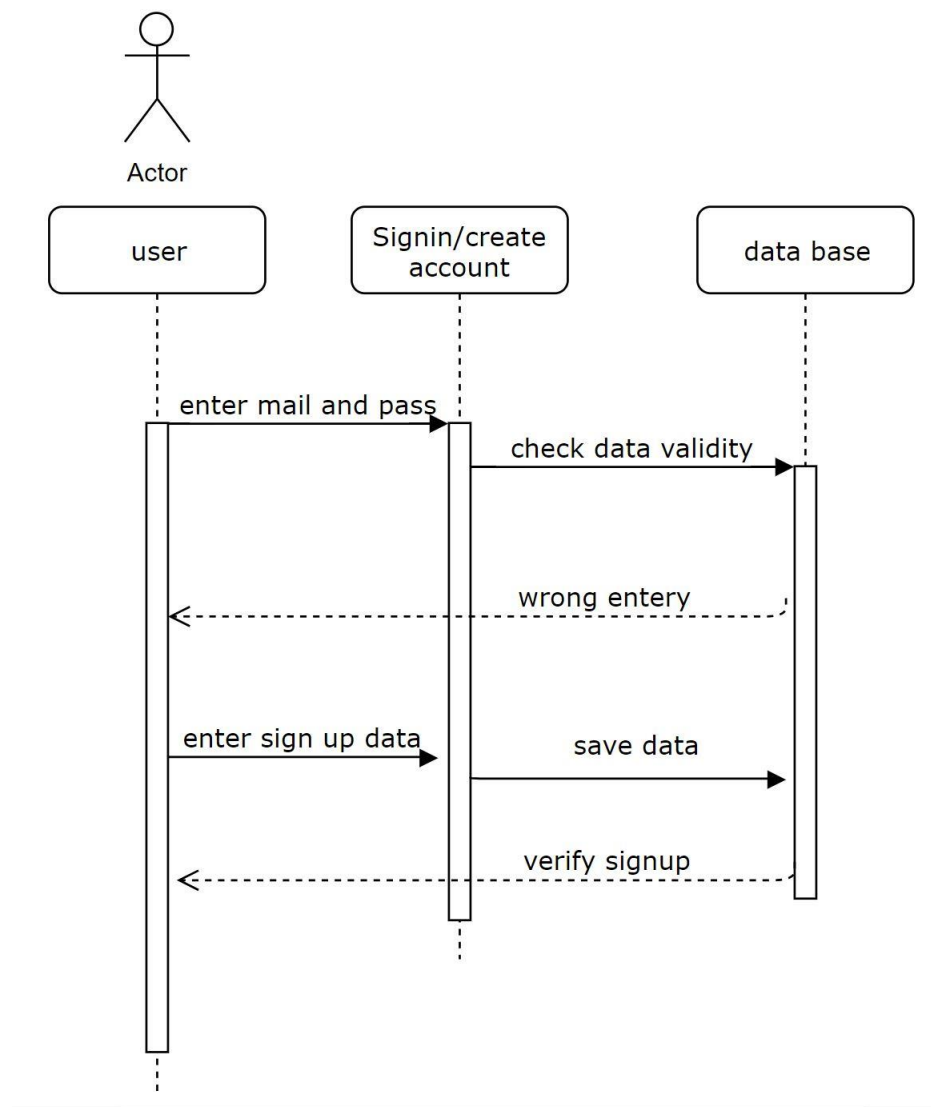 Actor
user
Signin/create
account
data base
enter mail and pass
check data validity
wrong entery
enter sign up data
save data
verify signup